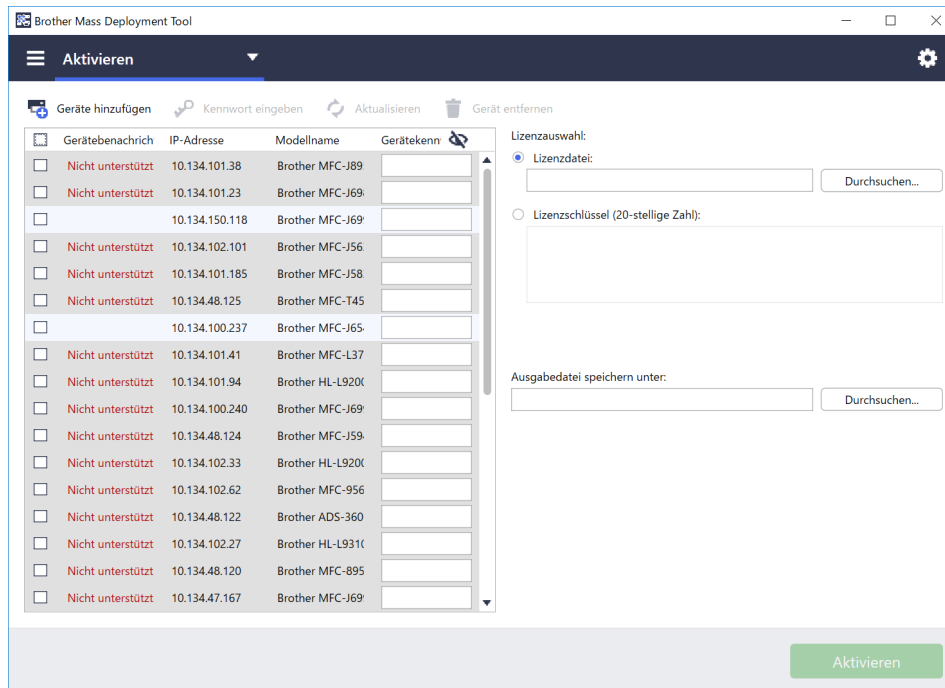 Brother Mass Deployment Tool
Aktivieren
Geräte hinzufügen Kennwort eingeben Aktualisieren Gerät entfernen
Gerätebenachrich IP-Adresse Modellname Gerätekenn
Nicht unterstützt 10.134.101.38 Brother MFC-J89
Nicht unterstützt 10.134.101.23 Brother MFC-J69
10.134.150.118 Brother MFC-J69
Nicht unterstützt 10.134.102.101 Brother MFC-J56
Nicht unterstützt 10.134.101.185 Brother MFC-J58
Nicht unterstützt 10.134.48.125 Brother MFC-T45
10.134.100.237 Brother MFC-J65
Nicht unterstützt 10.134.101.41 Brother MFC-L37
Nicht unterstützt 10.134.101.94 Brother HL-L920
Nicht unterstützt 10.134.100.240 Brother MFC-J69
Nicht unterstützt 10.134.48.124 Brother MFC-J59
Nicht unterstützt 10.134.102.33 Brother HL-L920
Nicht unterstützt 10.134.102.62 Brother MFC-956
Nicht unterstützt 10.134.48.122 Brother ADS-360
Nicht unterstützt 10.134.102.27 Brother HL-L931
Nicht unterstützt 10.134.48.120 Brother MFC-895
Nicht unterstützt 10.134.47.167 Brother MFC-J69
Lizenzauswahl:
Lizenzdatei:
Durchsuchen...
Lizenzschlüssel (20-stellige Zahl):
Ausgabedatei speichern unter:
Durchsuchen...
Aktivieren